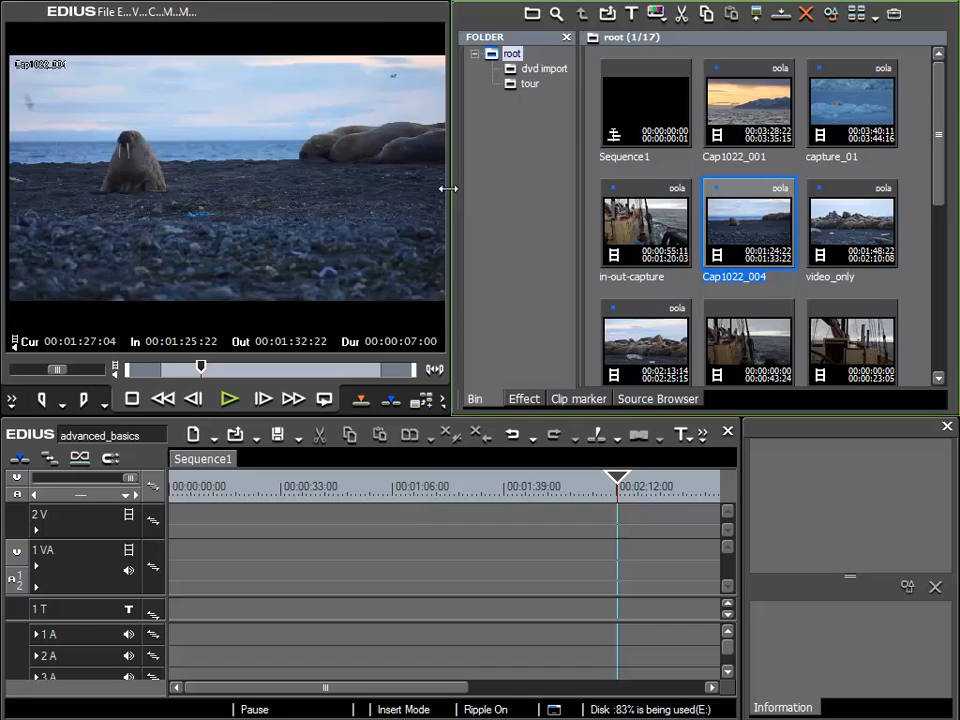 EDIUS File E...V... C...M...M...
Cap1022_004
Cur 00:01:27:04 In 00:01:25:22 Out 00:01:32:22 Dur 00:00:07:00
FOLDER
root
dvd import
tour
root (1/17)
00:00:00:00
00:00:00:01
Sequence1
00:03:28:22
00:03:35:15
Cap1022_001
00:03:40:11
00:03:44:16
capture_01
00:00:55:11
00:01:20:03
in-out-capture
00:01:24:22
00:01:33:22
Cap1022_004
00:01:48:22
00:02:10:08
video_only
00:02:13:14
00:02:25:15
00:00:00:00
00:00:43:24
00:00:00:00
00:00:23:05
Bin Effect Clip marker Source Browser
EDIUS advanced_basics
Sequence1
00:00:00:00 00:00:33:00 00:01:06:00 00:01:39:00 00:02:12:00
2 V
1 VA
A 1
2
1 T T
1 A
2 A
3 A
Pause Insert Mode Ripple On Disk :83% is being used(E:)
Information